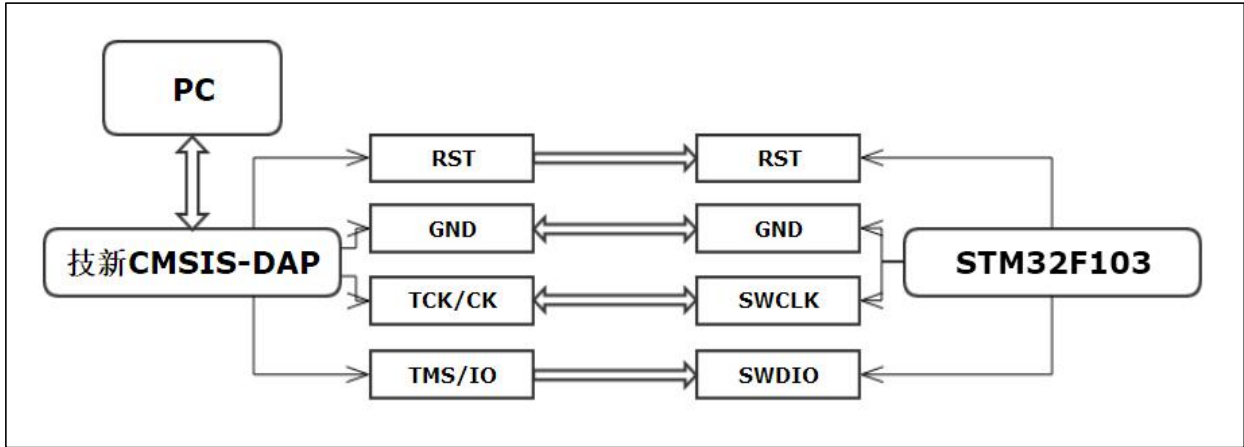 PC
RST
RST
GND
GND
技新CMSIS-DAP
STM32F103
TCK/CK
SWCLK
TMS/IO
SWDIO